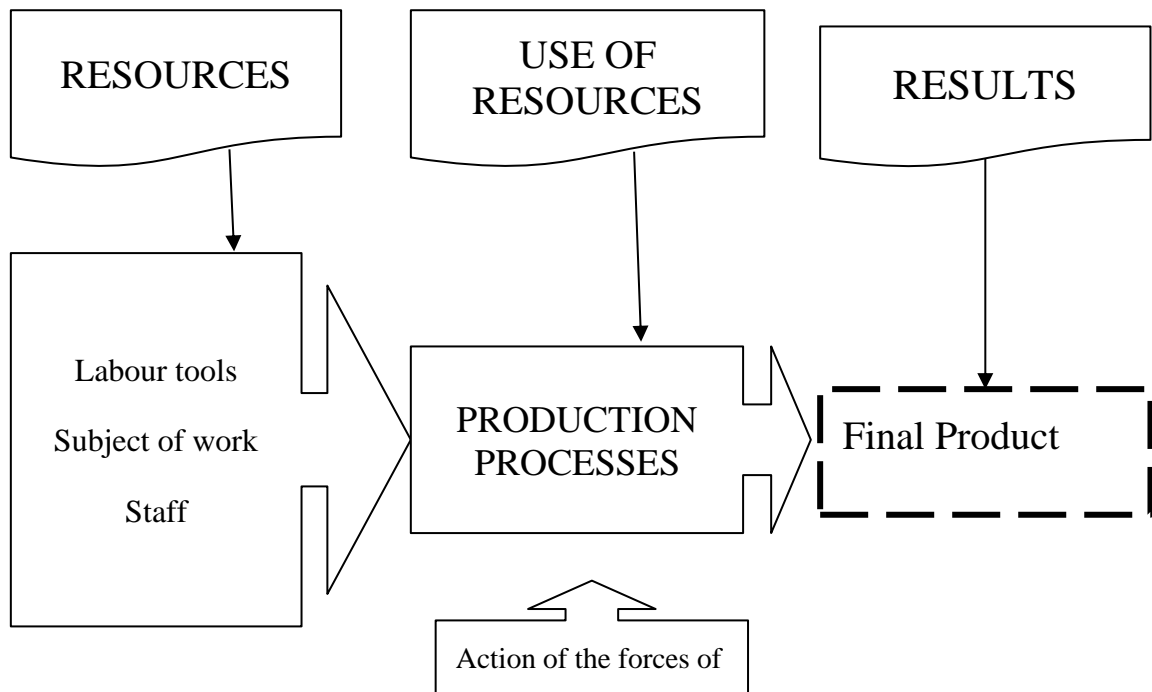 RESOURCES
USE OF
RESOURCES
RESULTS
Labour tools
Subject of work
Staff
PRODUCTION
PROCESSES
Final Product
Action of the forces of